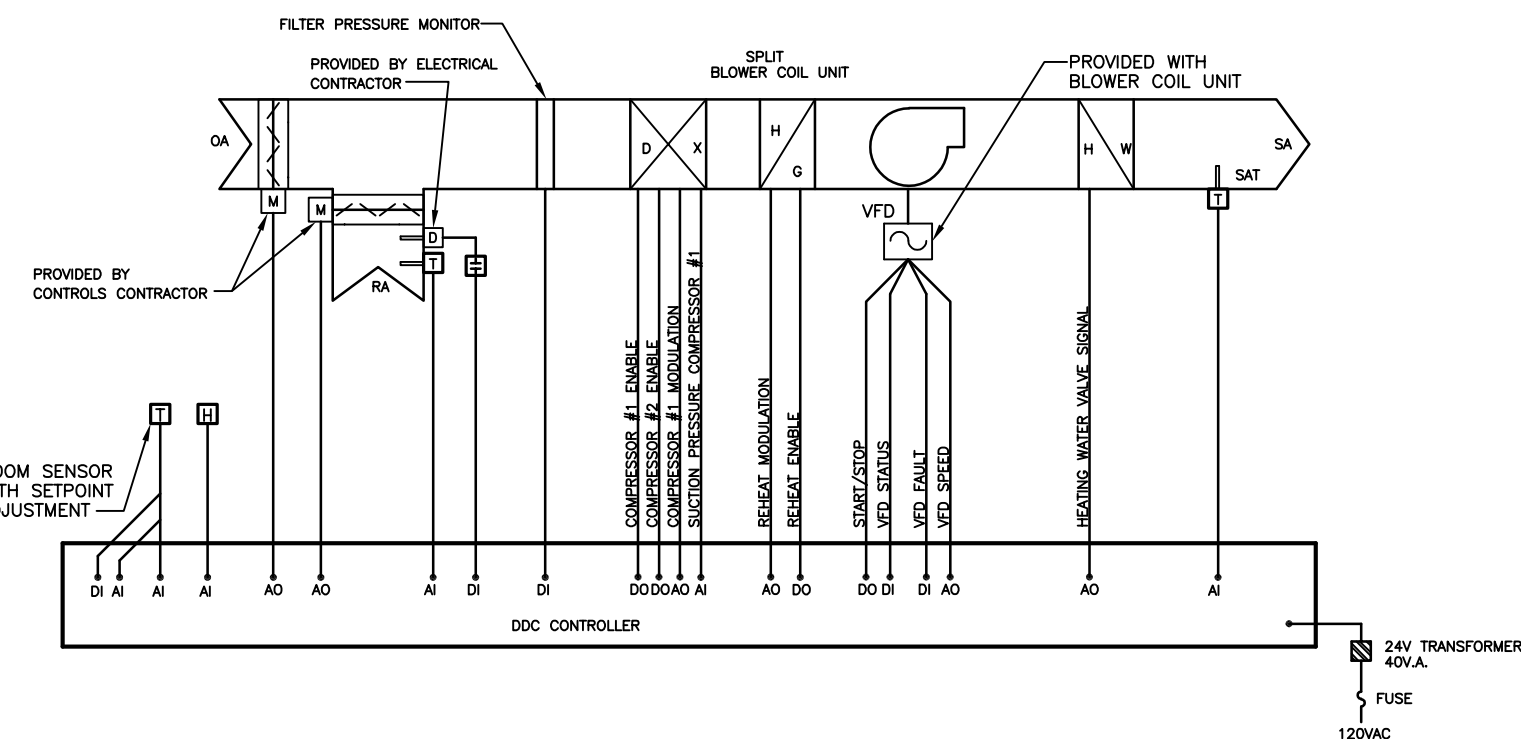 FILTER PRESSURE MONITOR
PROVIDED BY ELECTRICAL
CONTRACTOR
SPLIT
BLOWER COIL UNIT
PROVIDED WITH
BLOWER COIL UNIT
OA
D X
H
G
H W
SA
SAT
T
M
M
D
T
RA
VFD
PROVIDED BY
CONTROLS CONTRACTOR
T
H
OOM SENSOR
TH SETPOINT
DJUSTMENT
COMPRESSOR #1 ENABLE
COMPRESSOR #2 ENABLE
COMPRESSOR #1 MODULATION
SUCTION PRESSURE COMPRESSOR #1
REHEAT MODULATION
REHEAT ENABLE
START/STOP
VFD STATUS
VFD FAULT
VFD SPEED
HEATING WATER VALVE SIGNAL
DI AI AI AI AO AO AI DI DI DO DO AO AI AO DO DO DI DI AO AO AI
DDC CONTROLLER
24V TRANSFORMER
40V.A.
FUSE
120VAC